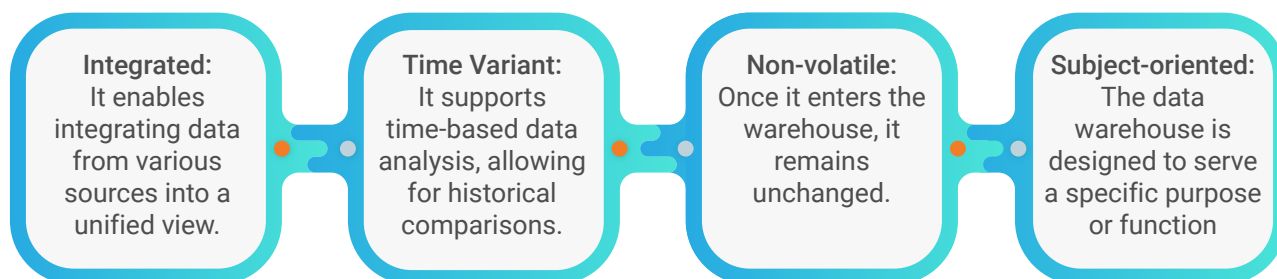 Integrated:
It enables
integrating data
from various
sources into a
unified view.
Time Variant:
It supports
time-based data
analysis, allowing
for historical
comparisons.
Non-volatile:
Once it enters the
warehouse, it
remains
unchanged.
Subject-oriented:
The data
warehouse is
designed to serve
a specific purpose
or function